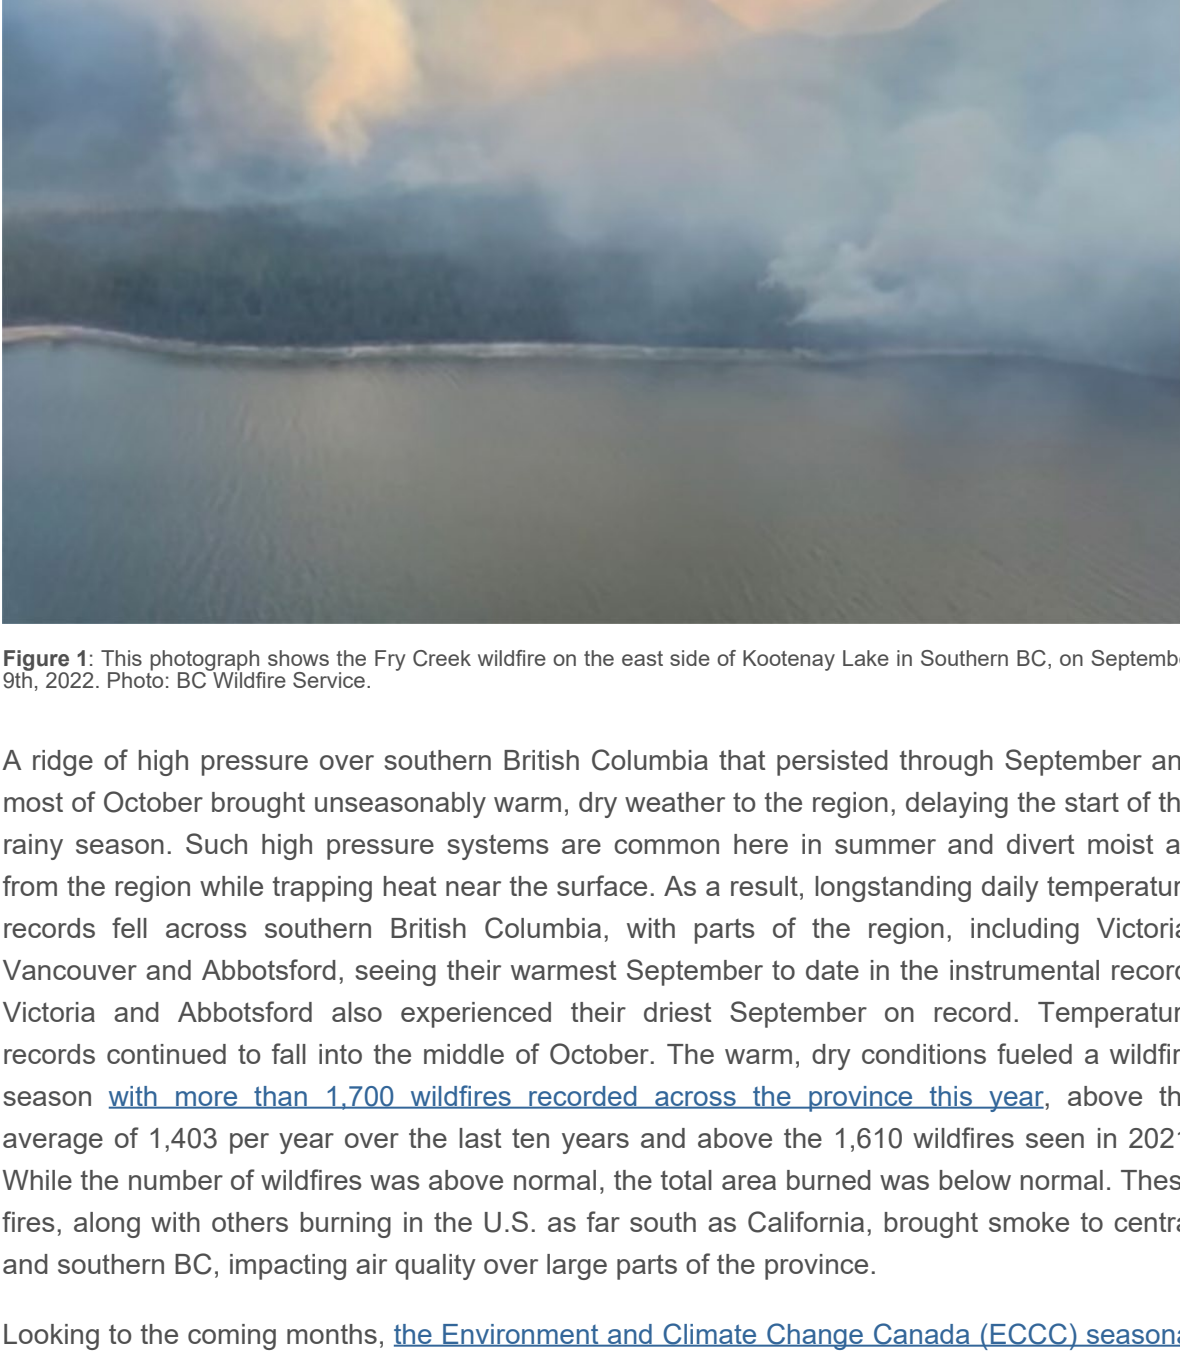 Figure 1: This photograph shows the Fry Creek wildfire on the east side of Kootenay Lake in Southern BC, on Septembe
9th, 2022. Photo: BC Wildfire Service.
A ridge of high pressure over southern British Columbia that persisted through September an
most of October brought unseasonably warm, dry weather to the region, delaying the start of th
rainy season. Such high pressure systems are common here in summer and divert moist a
from the region while trapping heat near the surface. As a result, longstanding daily temperatur
records fell across southern British Columbia, with parts of the region, including Victoria
Vancouver and Abbotsford, seeing their warmest September to date in the instrumental record
Victoria and Abbotsford also experienced their driest September on record. Temperatur
records continued to fall into the middle of October. The warm, dry conditions fueled a wildfir
season with more than 1,700 wildfires recorded across the province this year, above th
average of 1,403 per year over the last ten years and above the 1,610 wildfires seen in 2021
While the number of wildfires was above normal, the total area burned was below normal. Thes
fires, along with others burning in the U.S. as far south as California, brought smoke to centra
and southern BC, impacting air quality over large parts of the province.
Looking to the coming months, the Environment and Climate Change Canada (ECCC) seasona